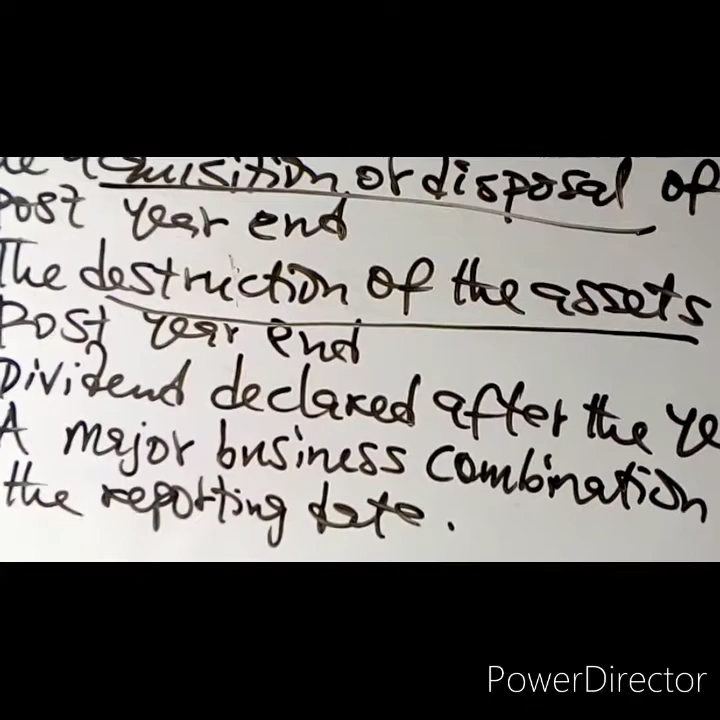 acquisition or disposal of
Post year end
The destruction of the assets
Post year end
Dividend declared after the ye
A major business combination
the reporting date.
PowerDirector